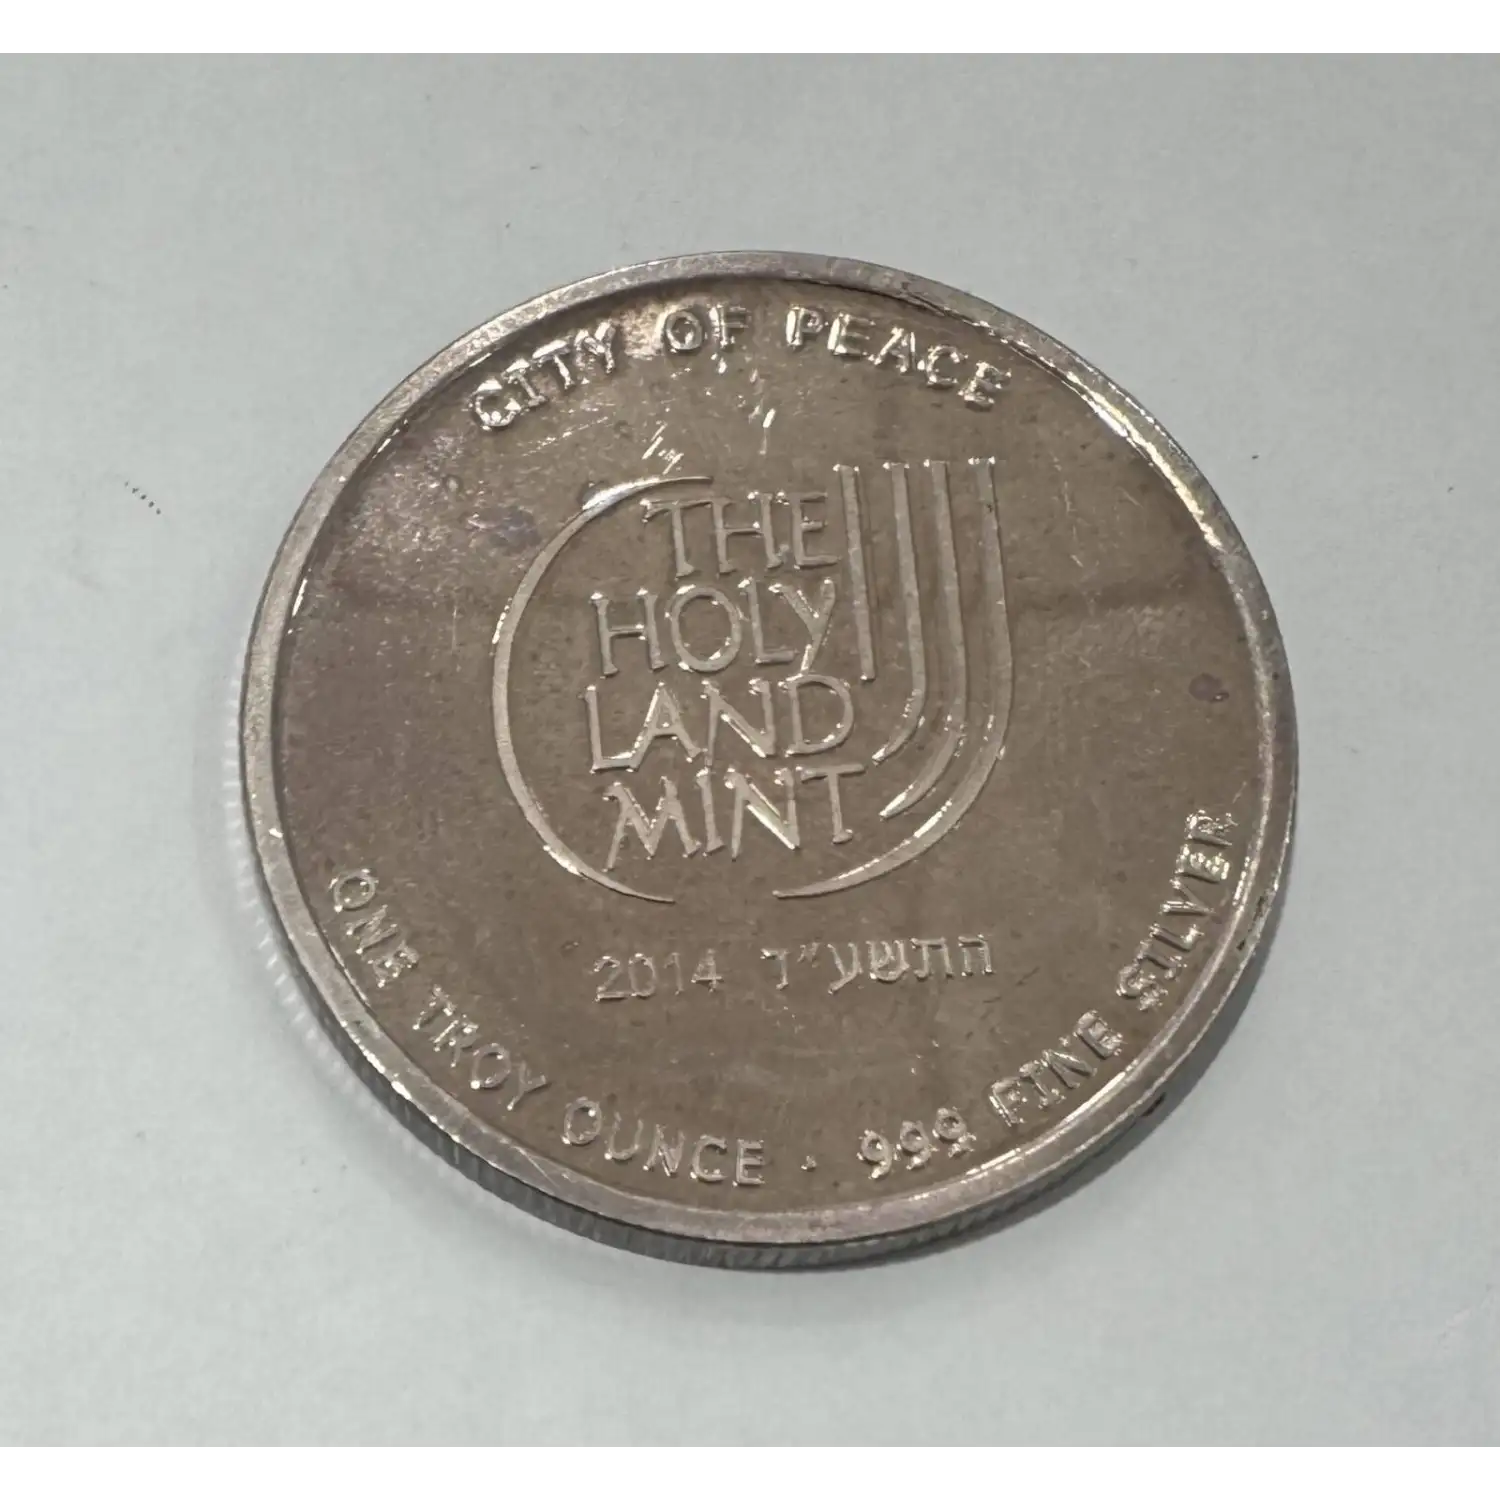 CITY OF PEACE
THE
HOLY
LAND
MINT
2014 התשע״ד
ONE TROY OUNCE · 999 FINE SILVER